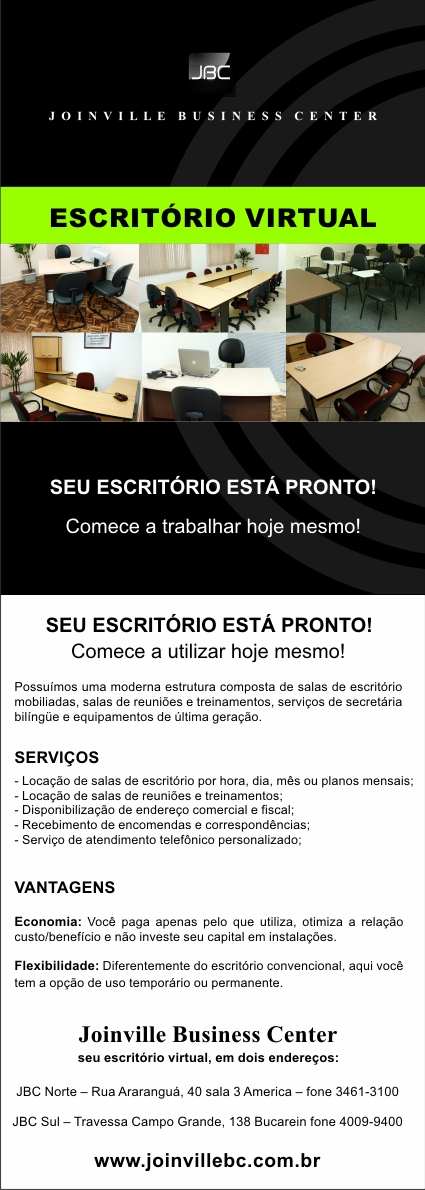 JBC
JOINVILLE BUSINESS CENTER
ESCRITÓRIO VIRTUAL
SEU ESCRITÓRIO ESTÁ PRONTO!
Comece a trabalhar hoje mesmo!
SEU ESCRITÓRIO ESTÁ PRONTO!
Comece a utilizar hoje mesmo!
Possuímos uma moderna estrutura composta de salas de escritório
mobiliadas, salas de reuniões e treinamentos, serviços de secretária
bilíngüe e equipamentos de última geração.
SERVIÇOS
- Locação de salas de escritório por hora, dia, mês ou planos mensais;
- Locação de salas de reuniões e treinamentos;
- Disponibilização de endereço comercial e fiscal;
- Recebimento de encomendas e correspondências;
- Serviço de atendimento telefônico personalizado;
VANTAGENS
Economia: Você paga apenas pelo que utiliza, otimiza a relação
custo/benefício e não investe seu capital em instalações.
Flexibilidade: Diferentemente do escritório convencional, aqui você
tem a opção de uso temporário ou permanente.
Joinville Business Center
seu escritório virtual, em dois endereços:
JBC Norte – Rua Araranguá, 40 sala 3 America – fone 3461-3100
JBC Sul – Travessa Campo Grande, 138 Bucarein fone 4009-9400
www.joinvillebc.com.br